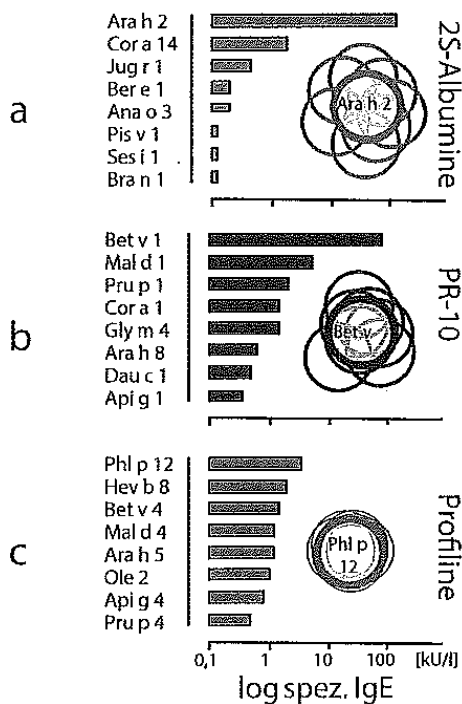 a
Ara h 2
Cor a 14
Jug r 1
Ber e 1
Ana o 3
Pis v 1
Ses i 1
Bra n 1
Ara h 2
2S-Albumine
b
Bet v 1
Mal d 1
Pru p 1
Cor a 1
Gly m 4
Ara h 8
Dau c 1
Api g 1
Bet v
PR-10
c
Phl p 12
Hev b 8
Bet v 4
Mal d 4
Ara h 5
Ole 2
Api g 4
Pru p 4
Phl p
12
Profiline
0,1 1 10 100 [kU/l]
log spez. IgE